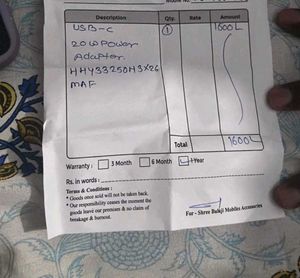 Description Qty. Rate Amount
USB-C ① 1600L
20W Power
Adapter
HHY33250H3X26
MAF
Total 1600L
Warranty : 3 Month 6 Month 1 Year
Rs. in words :
Terms & Conditions :
* Goods once sold will not be taken back.
* Our responsibility ceases the moment the
goods leave our premises & no claim of
breakage & burnout.
For - Shree Balaji Mobiles Accessories